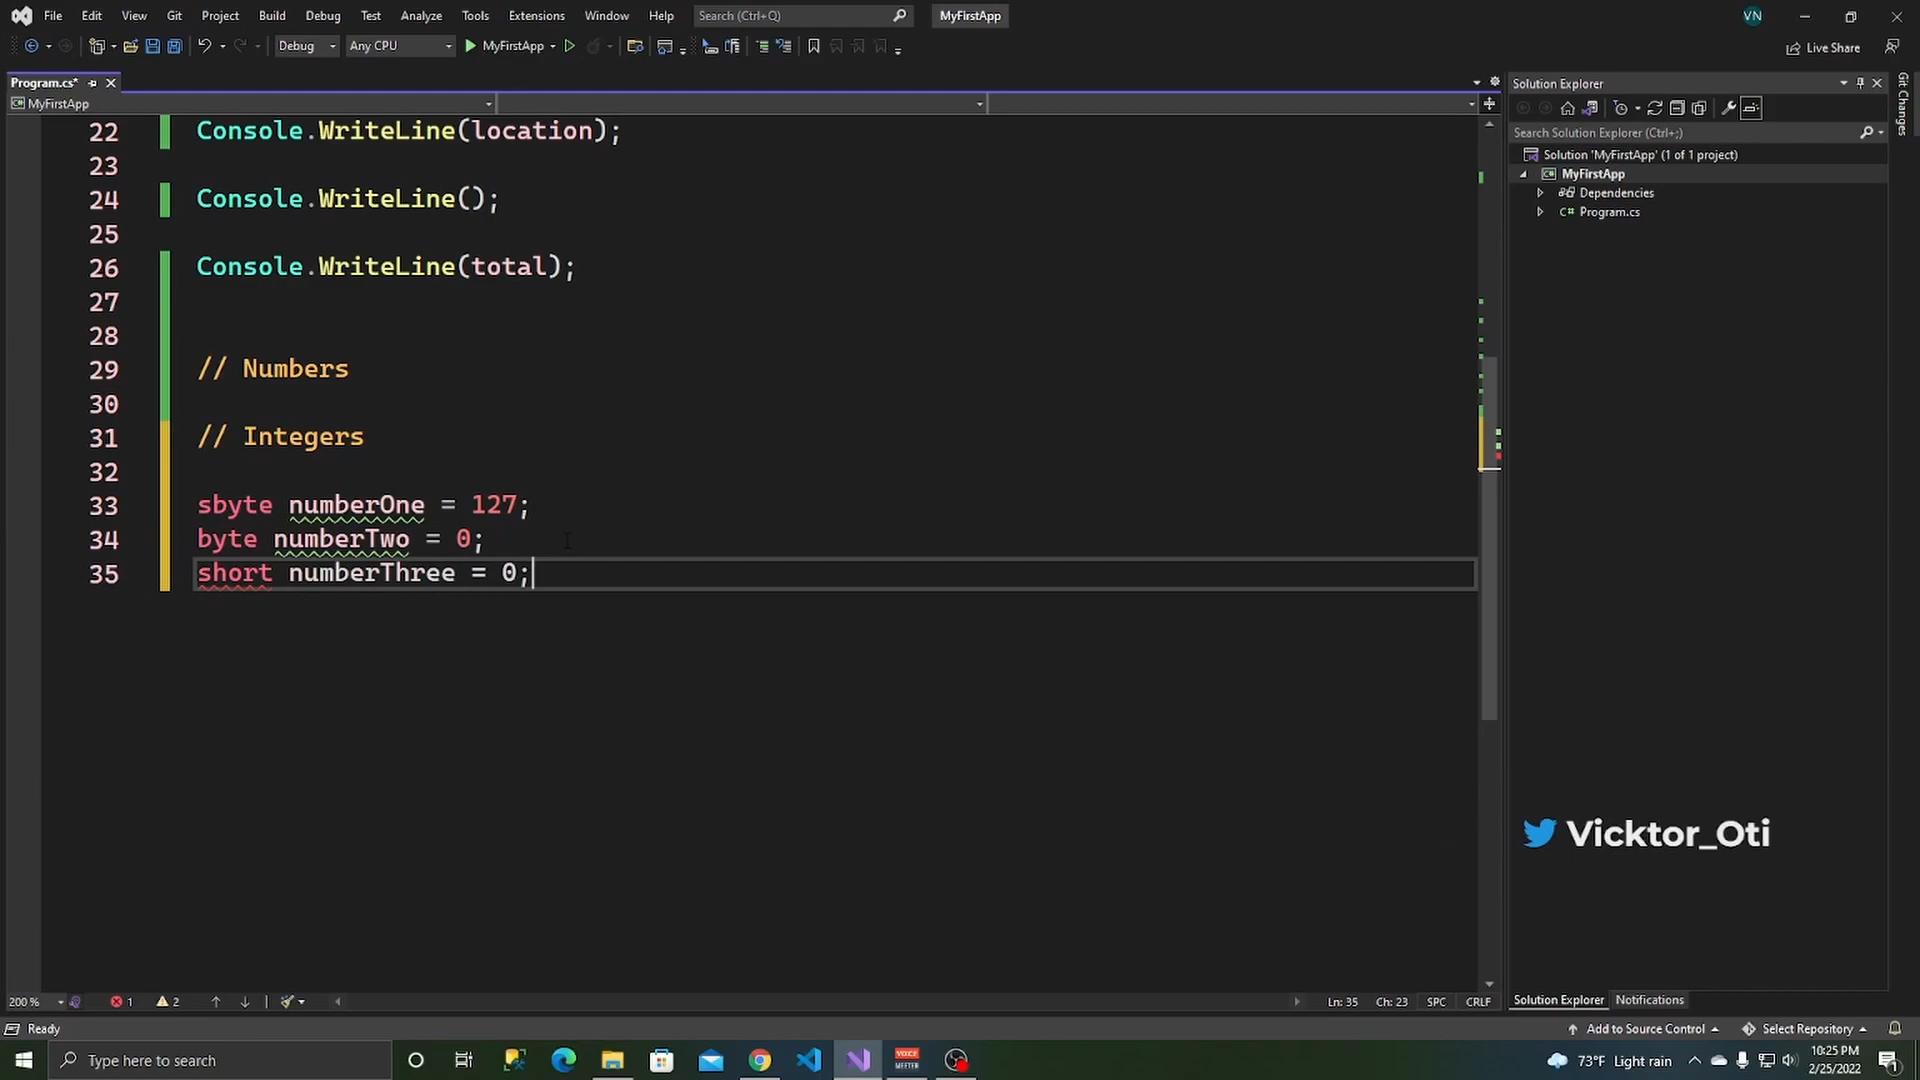 File Edit View Git Project Build Debug Test Analyze Tools Extensions Window Help Search (Ctrl+Q) MyFirstApp VN
Debug Any CPU MyFirstApp Live Share
Program.cs* Solution Explorer Git Changes
MyFirstApp
Search Solution Explorer (Ctrl+;)
Solution 'MyFirstApp' (1 of 1 project)
MyFirstApp
Dependencies
C# Program.cs
22 Console.WriteLine(location);
23
24 Console.WriteLine();
25
26 Console.WriteLine(total);
27
28
29 // Numbers
30
31 // Integers
32
33 sbyte numberOne = 127;
34 byte numberTwo = 0;
35 short numberThree = 0;
Vicktor_Oti
200 % 1 2 Ln: 35 Ch: 23 SPC CRLF Solution Explorer Notifications
Ready Add to Source Control Select Repository
Type here to search VOICE MEETER 73°F Light rain 10:25 PM
2/25/2022 1